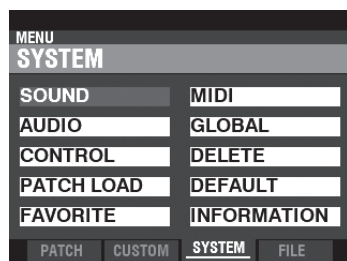 MENU
SYSTEM
SOUND MIDI
AUDIO GLOBAL
CONTROL DELETE
PATCH LOAD DEFAULT
FAVORITE INFORMATION
PATCH CUSTOM SYSTEM FILE